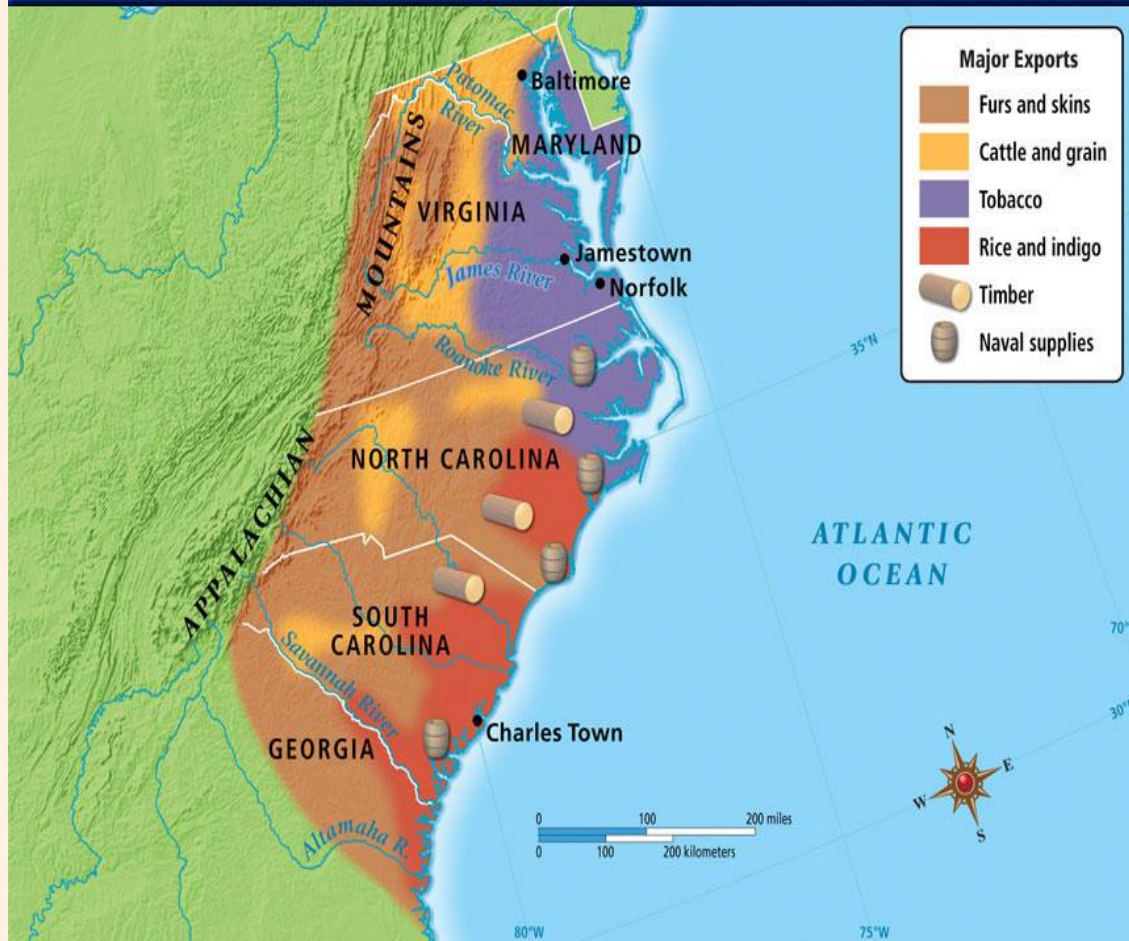 Major Exports
Furs and skins
Cattle and grain
Tobacco
Rice and indigo
Timber
Naval supplies
Baltimore
Patomac
River
MARYLAND
MOUNTAINS
VIRGINIA
Jamestown
James River
Norfolk
Roanoke River
35°N
NORTH CAROLINA
APPALACHIAN
ATLANTIC
OCEAN
SOUTH
CAROLINA
70°
Savannah River
30°
Charles Town
GEORGIA
N
E
W
S
0 100 200 miles
0 100 200 kilometers
Altamaha R.
80°W
75°W